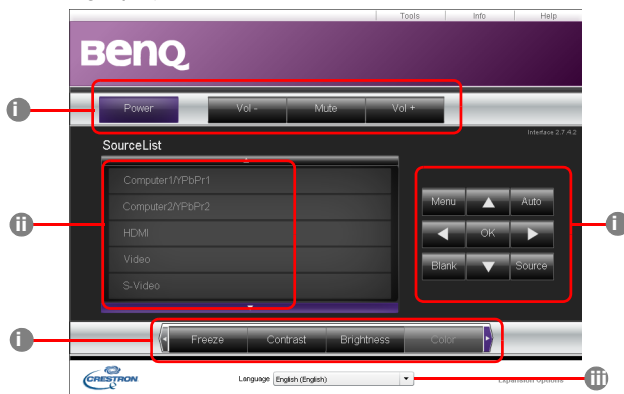 Tools Info Help
BenQ
i Power Vol - Mute Vol +
Interface 2.7.4.2
SourceList
Computer1/YPbPr1
Computer2/YPbPr2
HDMI
Video
S-Video
ii
Menu Auto
OK
Blank Source
i
i Freeze Contrast Brightness Color
CRESTRON Language English (English) Expansion Options
iii